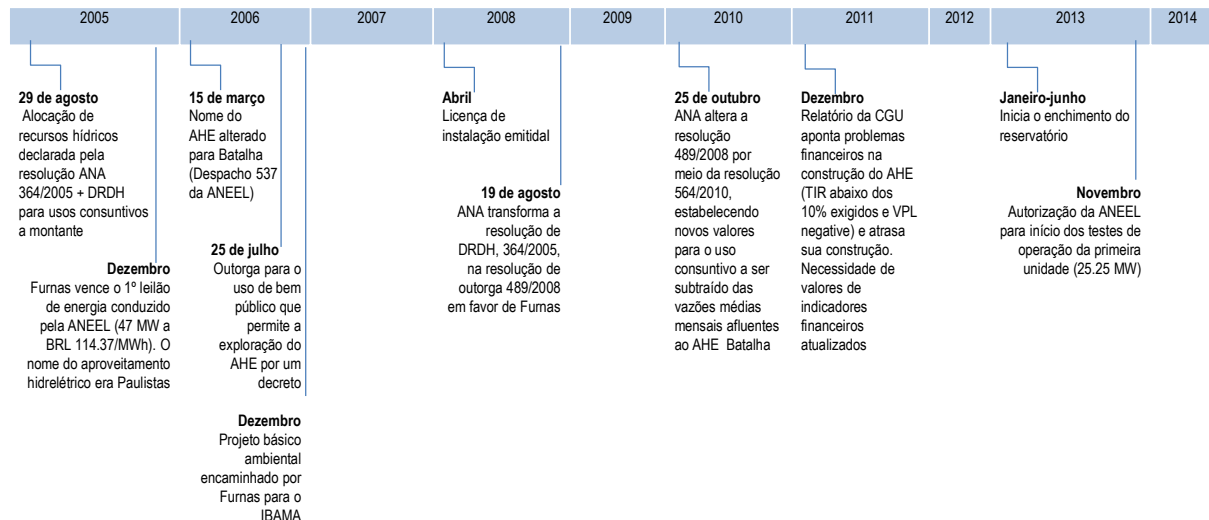 2005
2006
2007
2008
2009
2010
2011
2012
2013
2014
29 de agosto
Alocação de
recursos hídricos
declarada pela
resolução ANA
364/2005 + DRDH
para usos consuntivos
a montante
Dezembro
Furnas vence o 1º leilão
de energia conduzido
pela ANEEL (47 MW a
BRL 114.37/MWh). O
nome do aproveitamento
hidrelétrico era Paulistas
15 de março
Nome do
AHE alterado
para Batalha
(Despacho 537
da ANEEL)
25 de julho
Outorga para o
uso de bem
público que
permite a
exploração do
AHE por um
decreto
Dezembro
Projeto básico
ambiental
encaminhado por
Furnas para o
IBAMA
Abril
Licença de
instalação emitidal
19 de agosto
ANA transforma a
resolução de
DRDH, 364/2005,
na resolução de
outorga 489/2008
em favor de Furnas
25 de outubro
ANA altera a
resolução
489/2008 por
meio da resolução
564/2010,
estabelecendo
novos valores
para o uso
consuntivo a ser
subtraído das
vazões médias
mensais afluentes
ao AHE Batalha
Dezembro
Relatório da CGU
aponta problemas
financeiros na
construção do AHE
(TIR abaixo dos
10% exigidos e VPL
negative) e atrasa
sua construção.
Necessidade de
valores de
indicadores
financeiros
atualizados
Janeiro-junho
Inicia o enchimento do
reservatório
Novembro
Autorização da ANEEL
para início dos testes de
operação da primeira
unidade (25.25 MW)